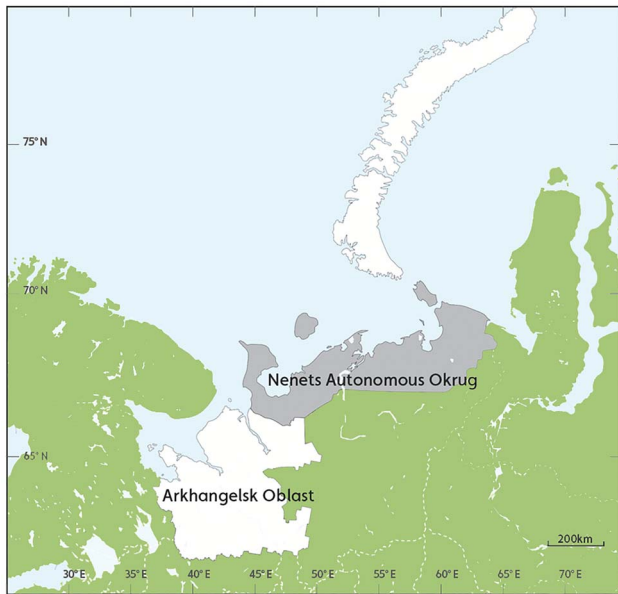 75° N
70° N
Nenets Autonomous Okrug
65° N
Arkhangelsk Oblast
200km
30° E 35° E 40° E 45° E 50° E 55° E 60° E 65° E 70° E